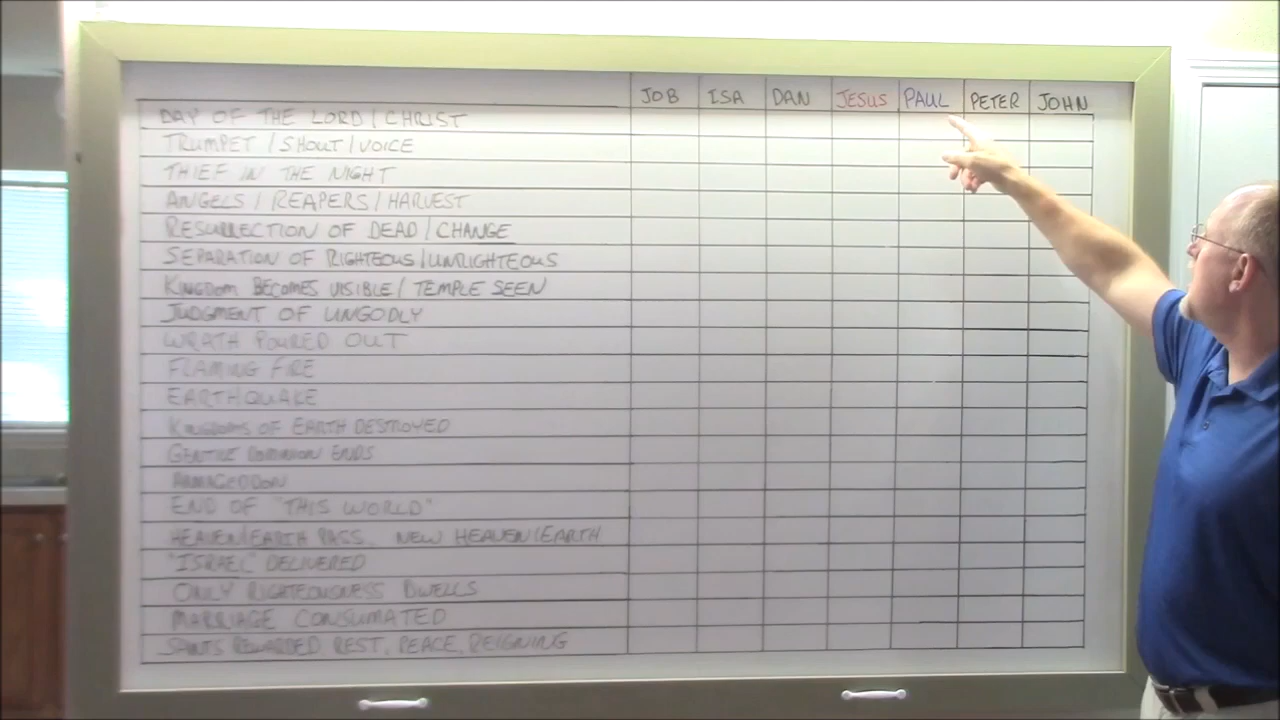 JOB ISA DAN JESUS PAUL PETER JOHN
DAY OF THE LORD / CHRIST
TRUMPET / SHOUT / VOICE
THIEF IN THE NIGHT
ANGELS / REAPERS / HARVEST
RESURRECTION OF DEAD / CHANGE
SEPARATION OF RIGHTEOUS / UNRIGHTEOUS
KINGDOM BECOMES VISIBLE / TEMPLE SEEN
JUDGMENT OF UNGODLY
WRATH POURED OUT
FLAMING FIRE
EARTHQUAKE
KINGDOMS OF EARTH DESTROYED
GENTILE DOMINION ENDS
ARMAGEDDON
END OF "THIS WORLD"
HEAVEN/EARTH PASS, NEW HEAVEN/EARTH
"ISRAEL" DELIVERED
ONLY RIGHTEOUSNESS DWELLS
MARRIAGE CONSUMATED
SAINTS REWARDED REST, PEACE, REIGNING